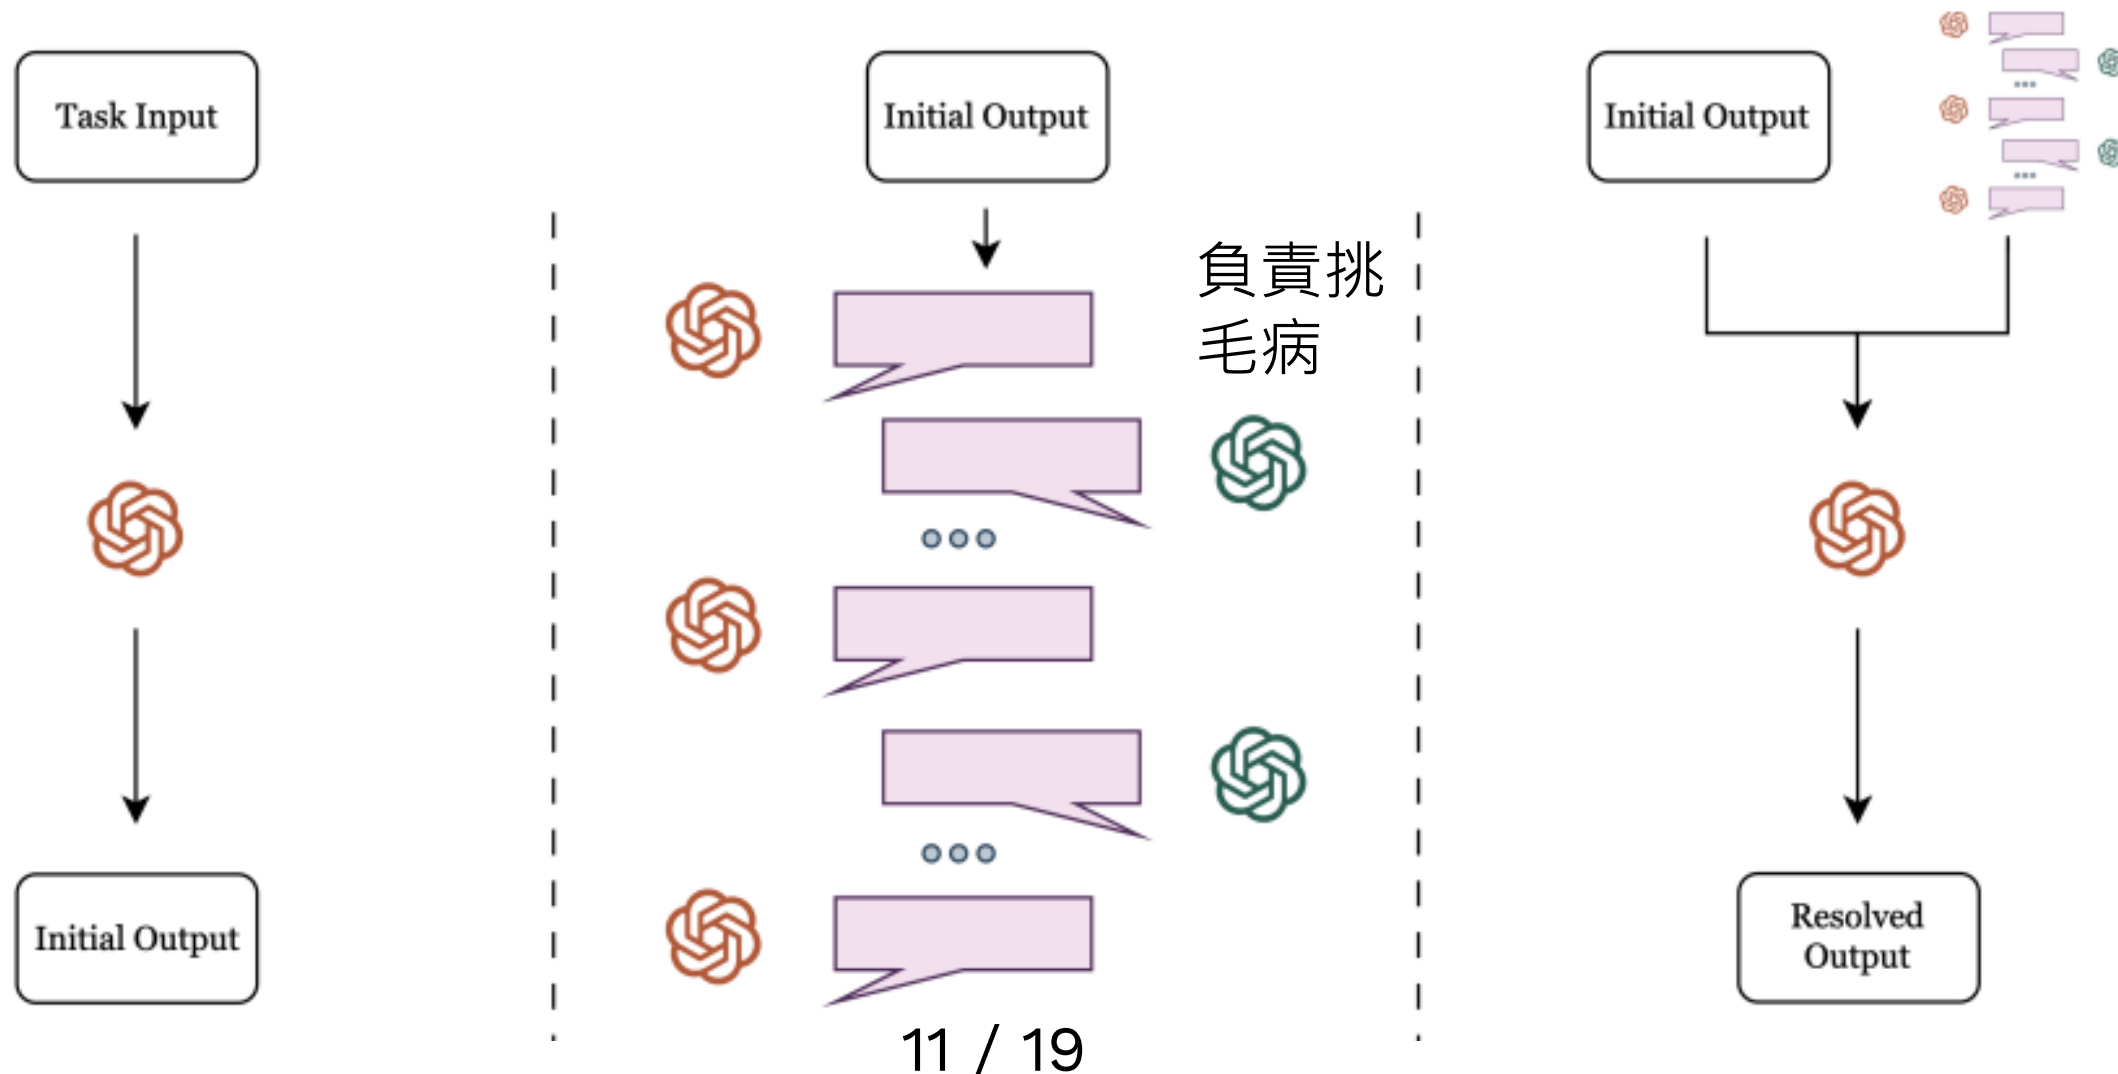 Task Input
Initial Output
Initial Output
負責挑
毛病
11 / 19
Initial Output
Resolved
Output